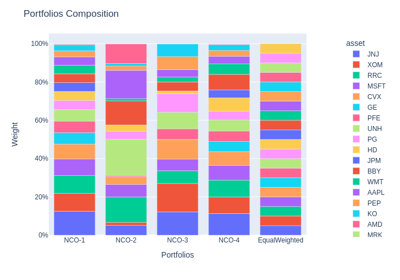 Portfolios Composition
100%
80%
60%
40%
20%
0%
Weight
NCO-1
NCO-2
NCO-3
NCO-4
EqualWeighted
Portfolios
asset
JNJ
XOM
RRC
MSFT
CVX
GE
PFE
UNH
PG
HD
JPM
BBY
WMT
AAPL
PEP
KO
AMD
MRK